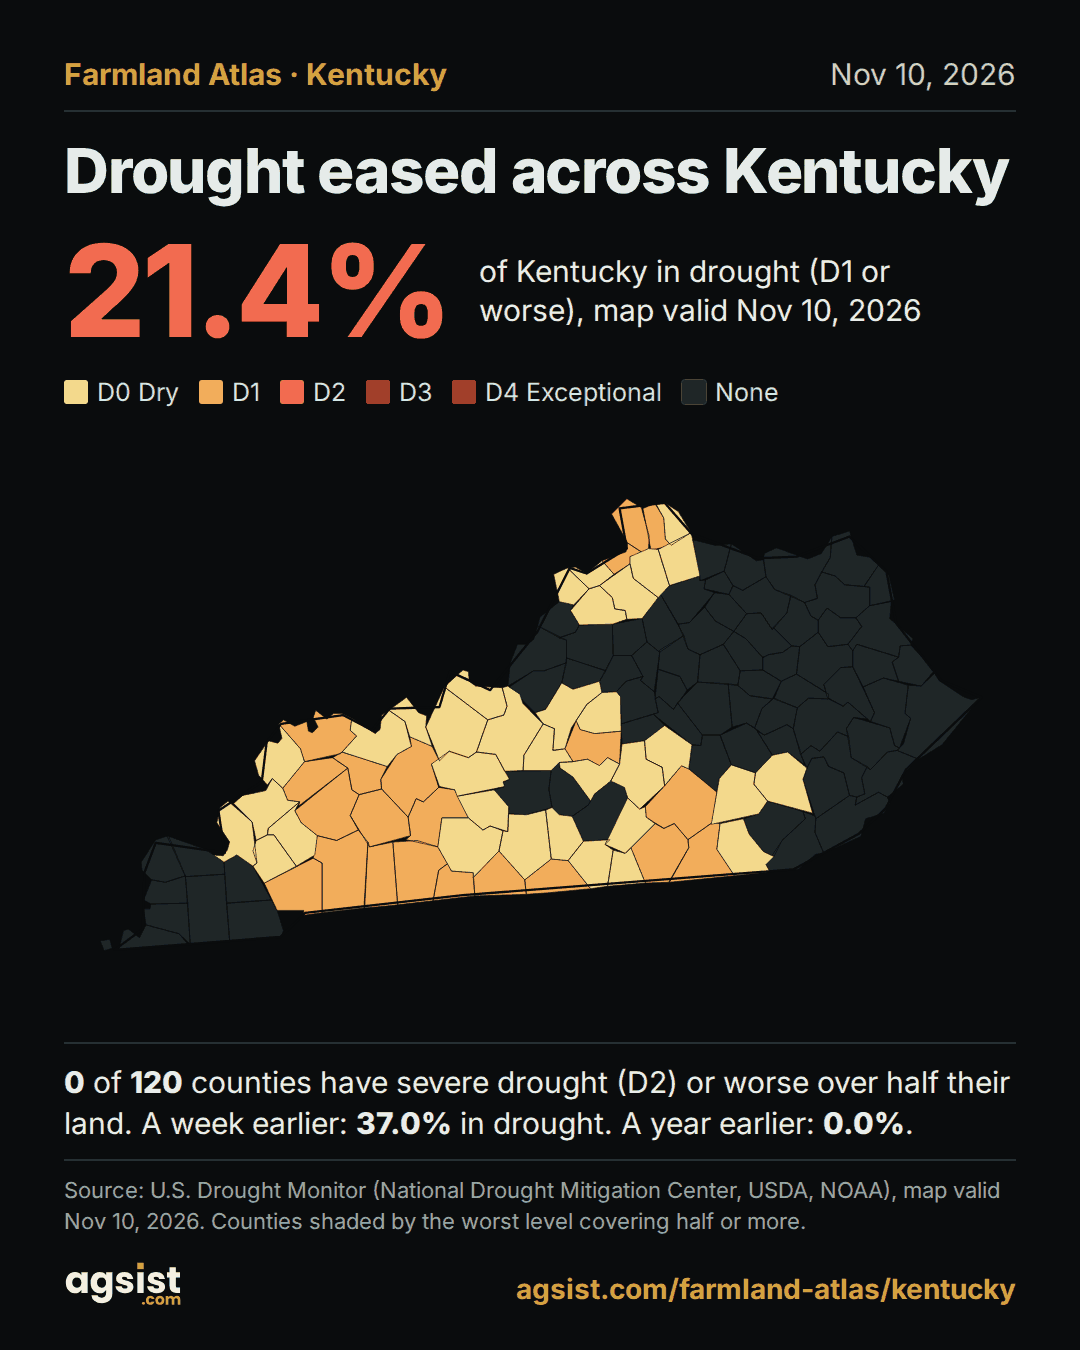 Farmland Atlas · Kentucky
Nov 10, 2026
Drought eased across Kentucky
21.4%
of Kentucky in drought (D1 or
worse), map valid Nov 10, 2026
D0 Dry D1 D2 D3 D4 Exceptional None
0 of 120 counties have severe drought (D2) or worse over half their
land. A week earlier: 37.0% in drought. A year earlier: 0.0%.
Source: U.S. Drought Monitor (National Drought Mitigation Center, USDA, NOAA), map valid
Nov 10, 2026. Counties shaded by the worst level covering half or more.
agsist
.com
agsist.com/farmland-atlas/kentucky